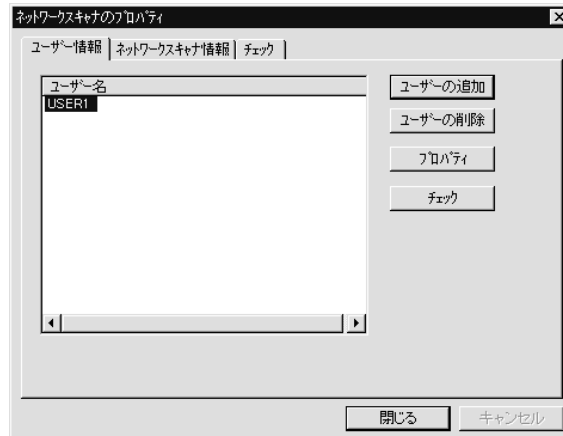 ネットワークスキャナのプロパティ
ユーザー情報 ネットワークスキャナ情報 チェック
ユーザー名
USER1
ユーザーの追加
ユーザーの削除
プロパティ
チェック
閉じる キャンセル